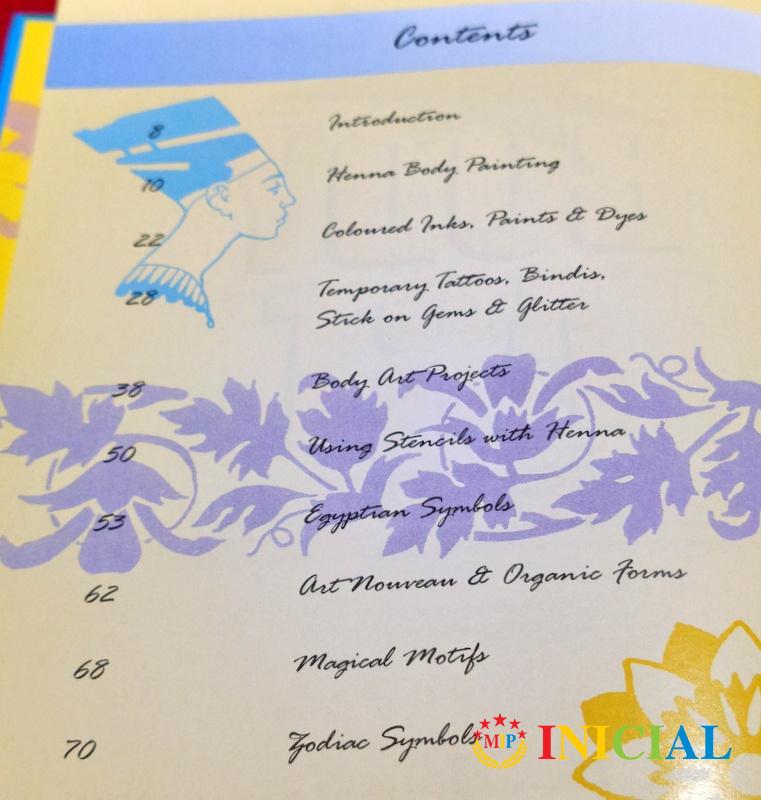 Contents
8 Introduction
10 Henna Body Painting
22 Coloured Inks, Paints & Dyes
28 Temporary Tattoos, Bindis,
Stick on Gems & Glitter
38 Body Art Projects
50 Using Stencils with Henna
53 Egyptian Symbols
62 Art Nouveau & Organic Forms
68 Magical Motifs
70 Zodiac Symbols
MIP INICIAL